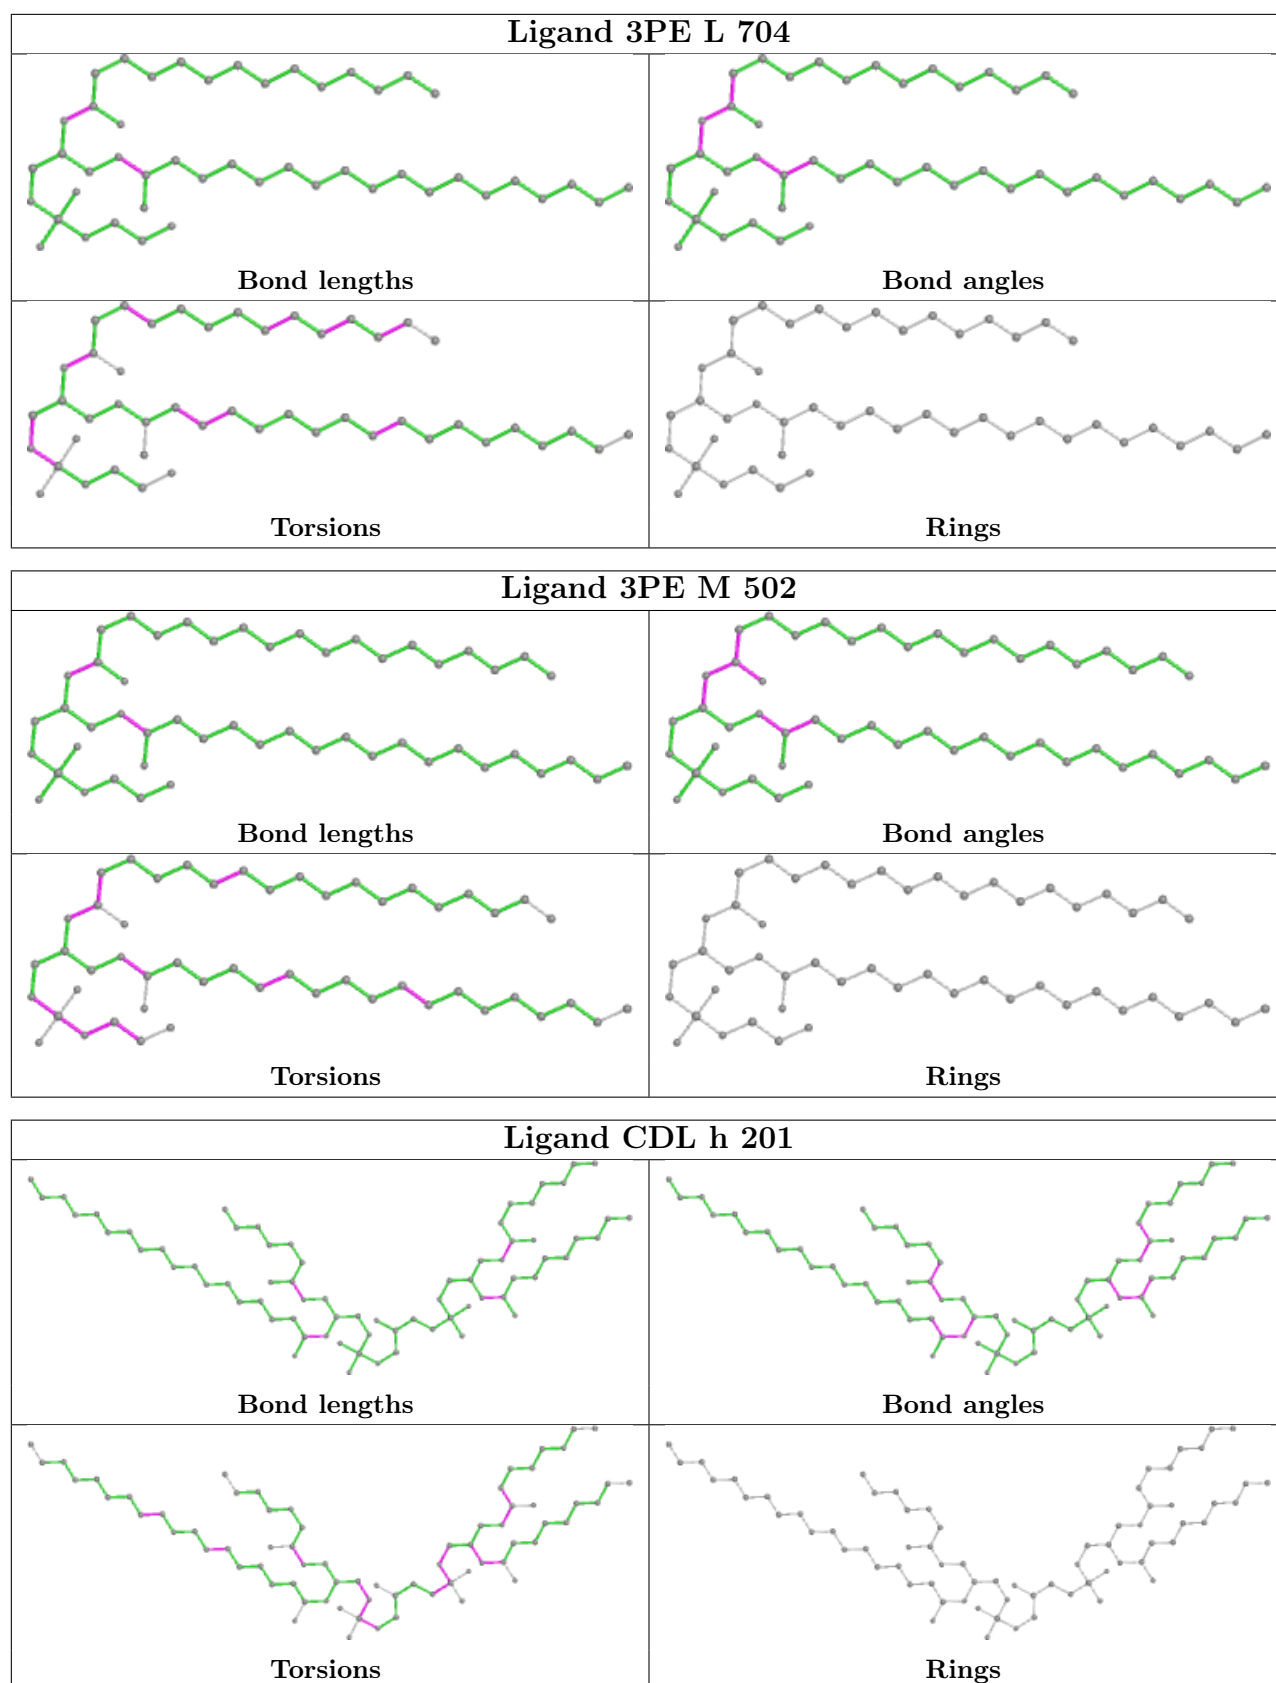 Ligand 3PE L 704
Bond lengths
Bond angles
Torsions
Rings
Ligand 3PE M 502
Bond lengths
Bond angles
Torsions
Rings
Ligand CDL h 201
Bond lengths
Bond angles
Torsions
Rings